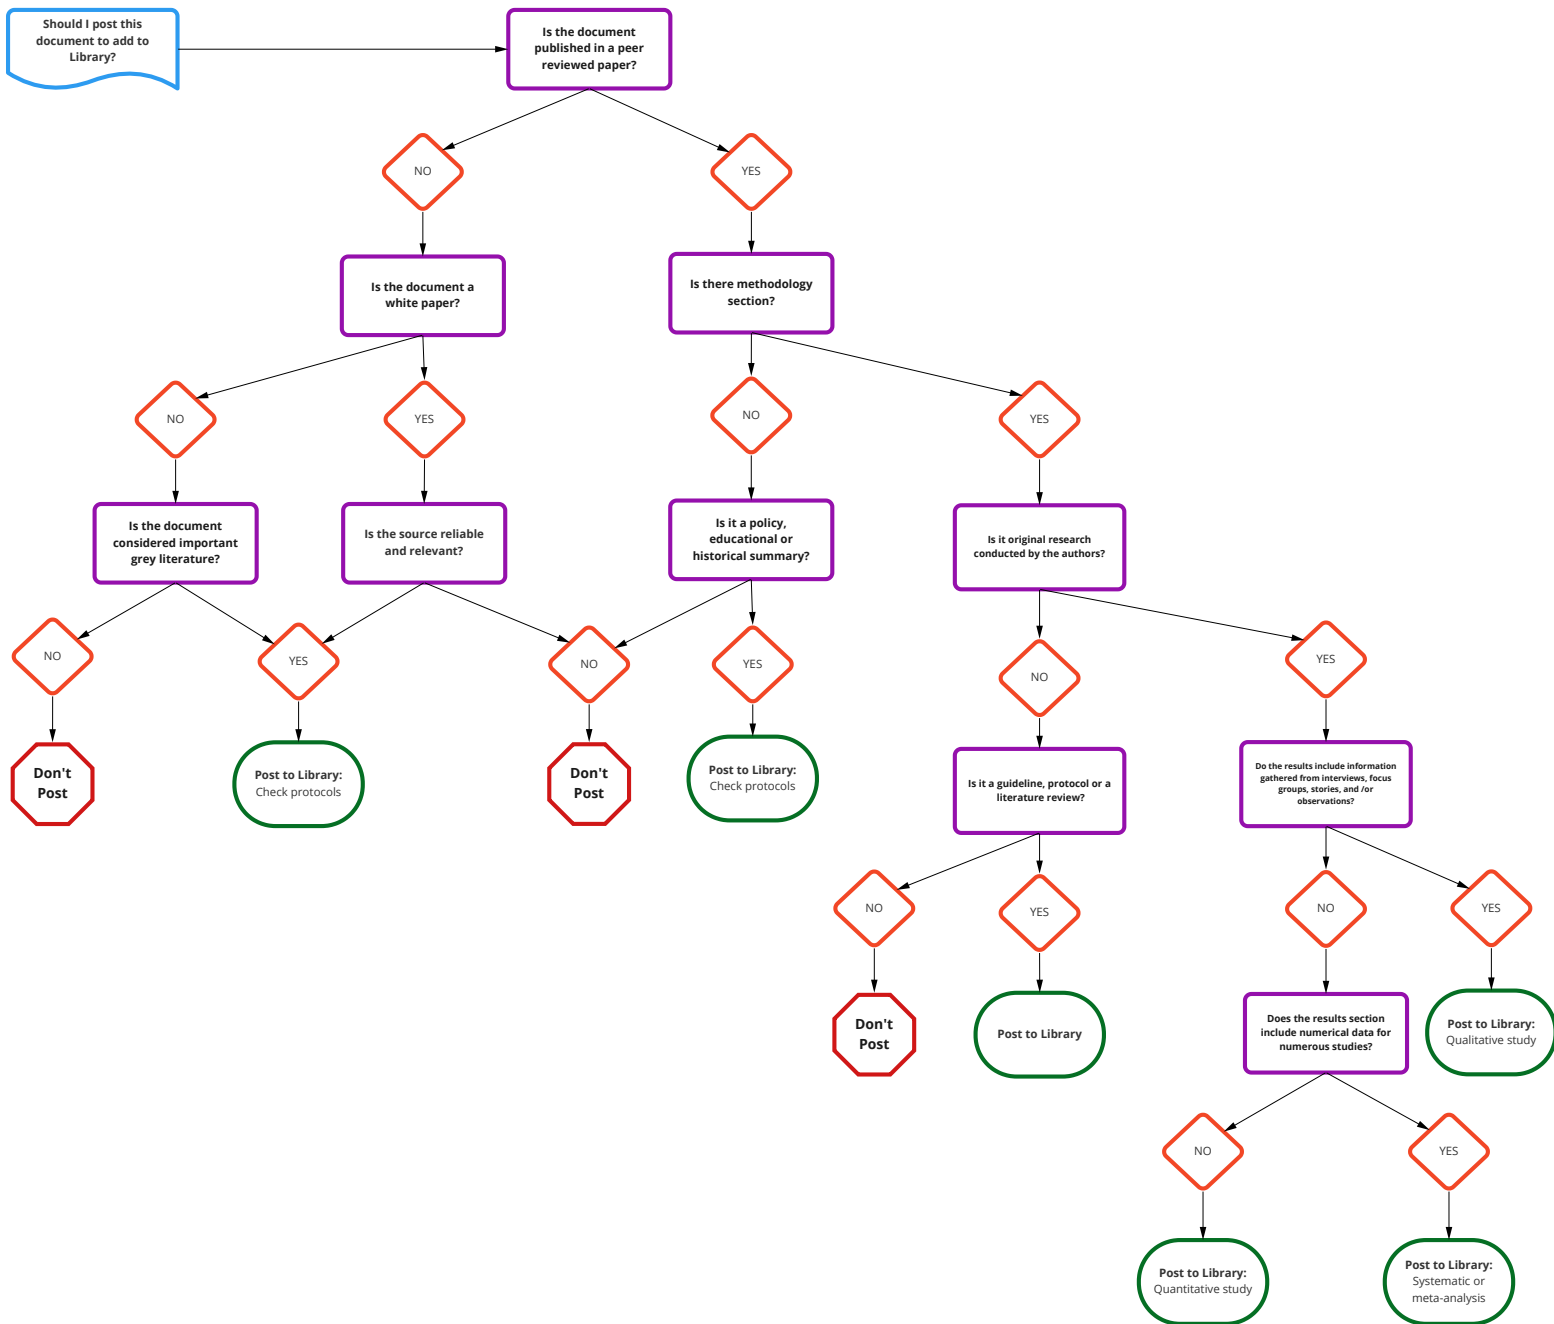 Should I post this
document to add to
Library?
Is the document
published in a peer
reviewed paper?
NO
YES
Is the document a
white paper?
Is there methodology
section?
NO
YES
NO
YES
Is the document
considered important
grey literature?
Is the source reliable
and relevant?
Is it a policy,
educational or
historical summary?
Is it original research
conducted by the authors?
NO
YES
NO
YES
NO
YES
Don't
Post
Post to Library:
Check protocols
Don't
Post
Post to Library:
Check protocols
Is it a guideline, protocol or a
literature review?
Do the results include information
gathered from interviews, focus
groups, stories, and /or
observations?
NO
YES
NO
YES
Don't
Post
Post to Library
Does the results section
include numerical data for
numerous studies?
Post to Library:
Qualitative study
NO
YES
Post to Library:
Quantitative study
Post to Library:
Systematic or
meta-analysis